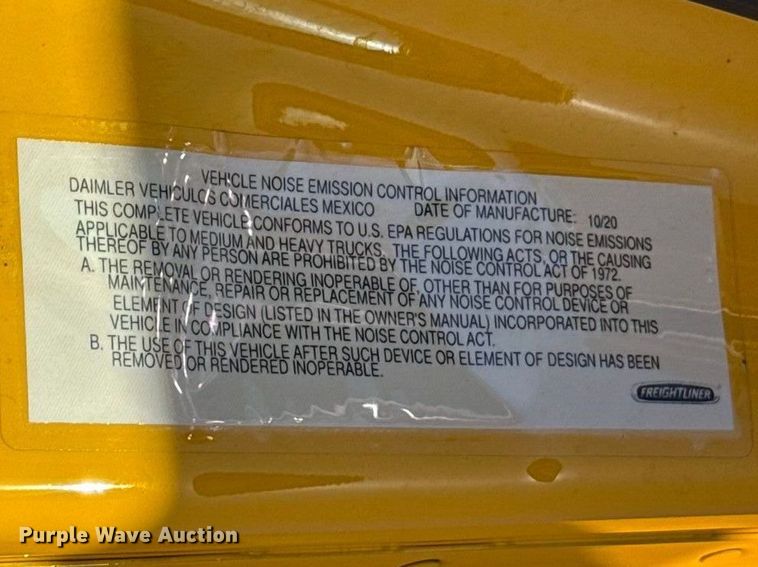 VEHICLE NOISE EMISSION CONTROL INFORMATION
DAIMLER VEHICULOS COMERCIALES MEXICO DATE OF MANUFACTURE: 10/20
THIS COMPLETE VEHICLE CONFORMS TO U.S. EPA REGULATIONS FOR NOISE EMISSIONS
APPLICABLE TO MEDIUM AND HEAVY TRUCKS. THE FOLLOWING ACTS, OR THE CAUSING
THEREOF BY ANY PERSON ARE PROHIBITED BY THE NOISE CONTROL ACT OF 1972.
A. THE REMOVAL OR RENDERING INOPERABLE OF, OTHER THAN FOR PURPOSES OF
MAINTENANCE, REPAIR OR REPLACEMENT OF ANY NOISE CONTROL DEVICE OR
ELEMENT OF DESIGN (LISTED IN THE OWNER'S MANUAL) INCORPORATED INTO THIS
VEHICLE IN COMPLIANCE WITH THE NOISE CONTROL ACT.
B. THE USE OF THIS VEHICLE AFTER SUCH DEVICE OR ELEMENT OF DESIGN HAS BEEN
REMOVED OR RENDERED INOPERABLE.
FREIGHTLINER
Purple Wave Auction